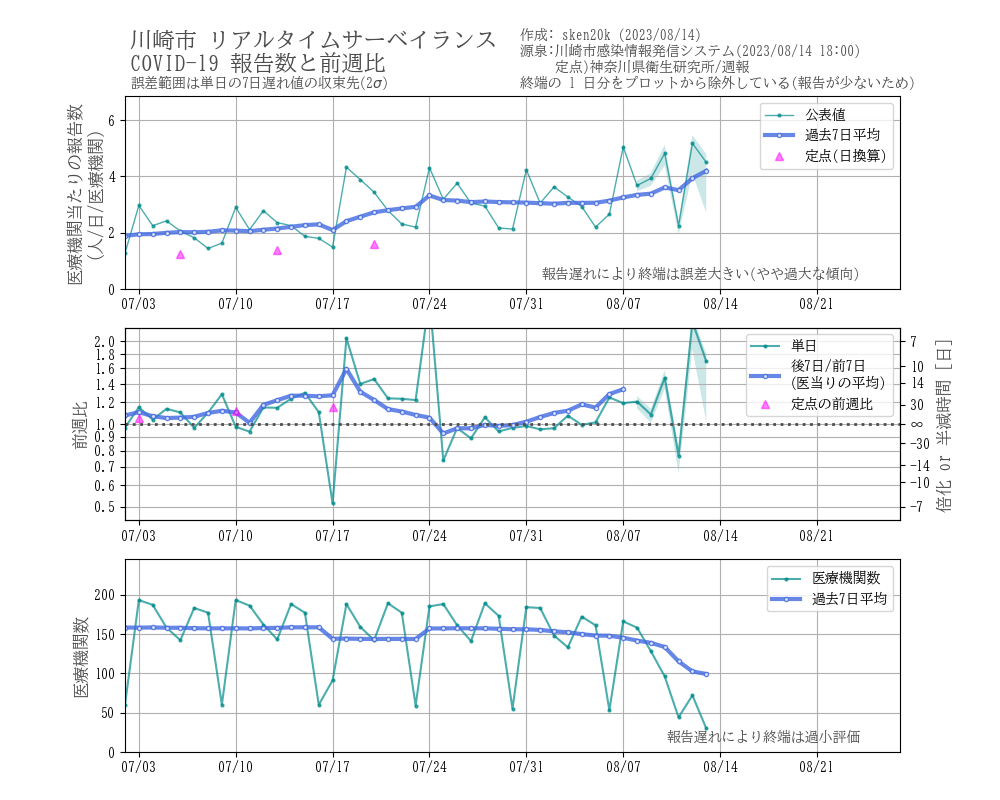 川崎市 リアルタイムサーベイランス
COVID-19 報告数と前週比
誤差範囲は単日の7日遅れ値の収束先(2σ)
作成: sken20k (2023/08/14)
源泉:川崎市感染情報発信システム(2023/08/14 18:00)
定点)神奈川県衛生研究所/週報
終端の 1 日分をプロットから除外している(報告が少ないため)
医療機関当たりの報告数
(人/日/医療機関)
6
4
2
0
公表値
過去7日平均
定点(日換算)
報告遅れにより終端は誤差大きい(やや過大な傾向)
07/03 07/10 07/17 07/24 07/31 08/07 08/14 08/21
前週比
2.0
1.8
1.6
1.4
1.2
1.0
0.9
0.8
0.7
0.6
0.5
単日
後7日/前7日
(医当りの平均)
定点の前週比
7
10
14
30
∞
-30
-14
-10
-7
倍化 or 半減時間 [日]
07/03 07/10 07/17 07/24 07/31 08/07 08/14 08/21
医療機関数
200
150
100
50
0
医療機関数
過去7日平均
報告遅れにより終端は過小評価
07/03 07/10 07/17 07/24 07/31 08/07 08/14 08/21